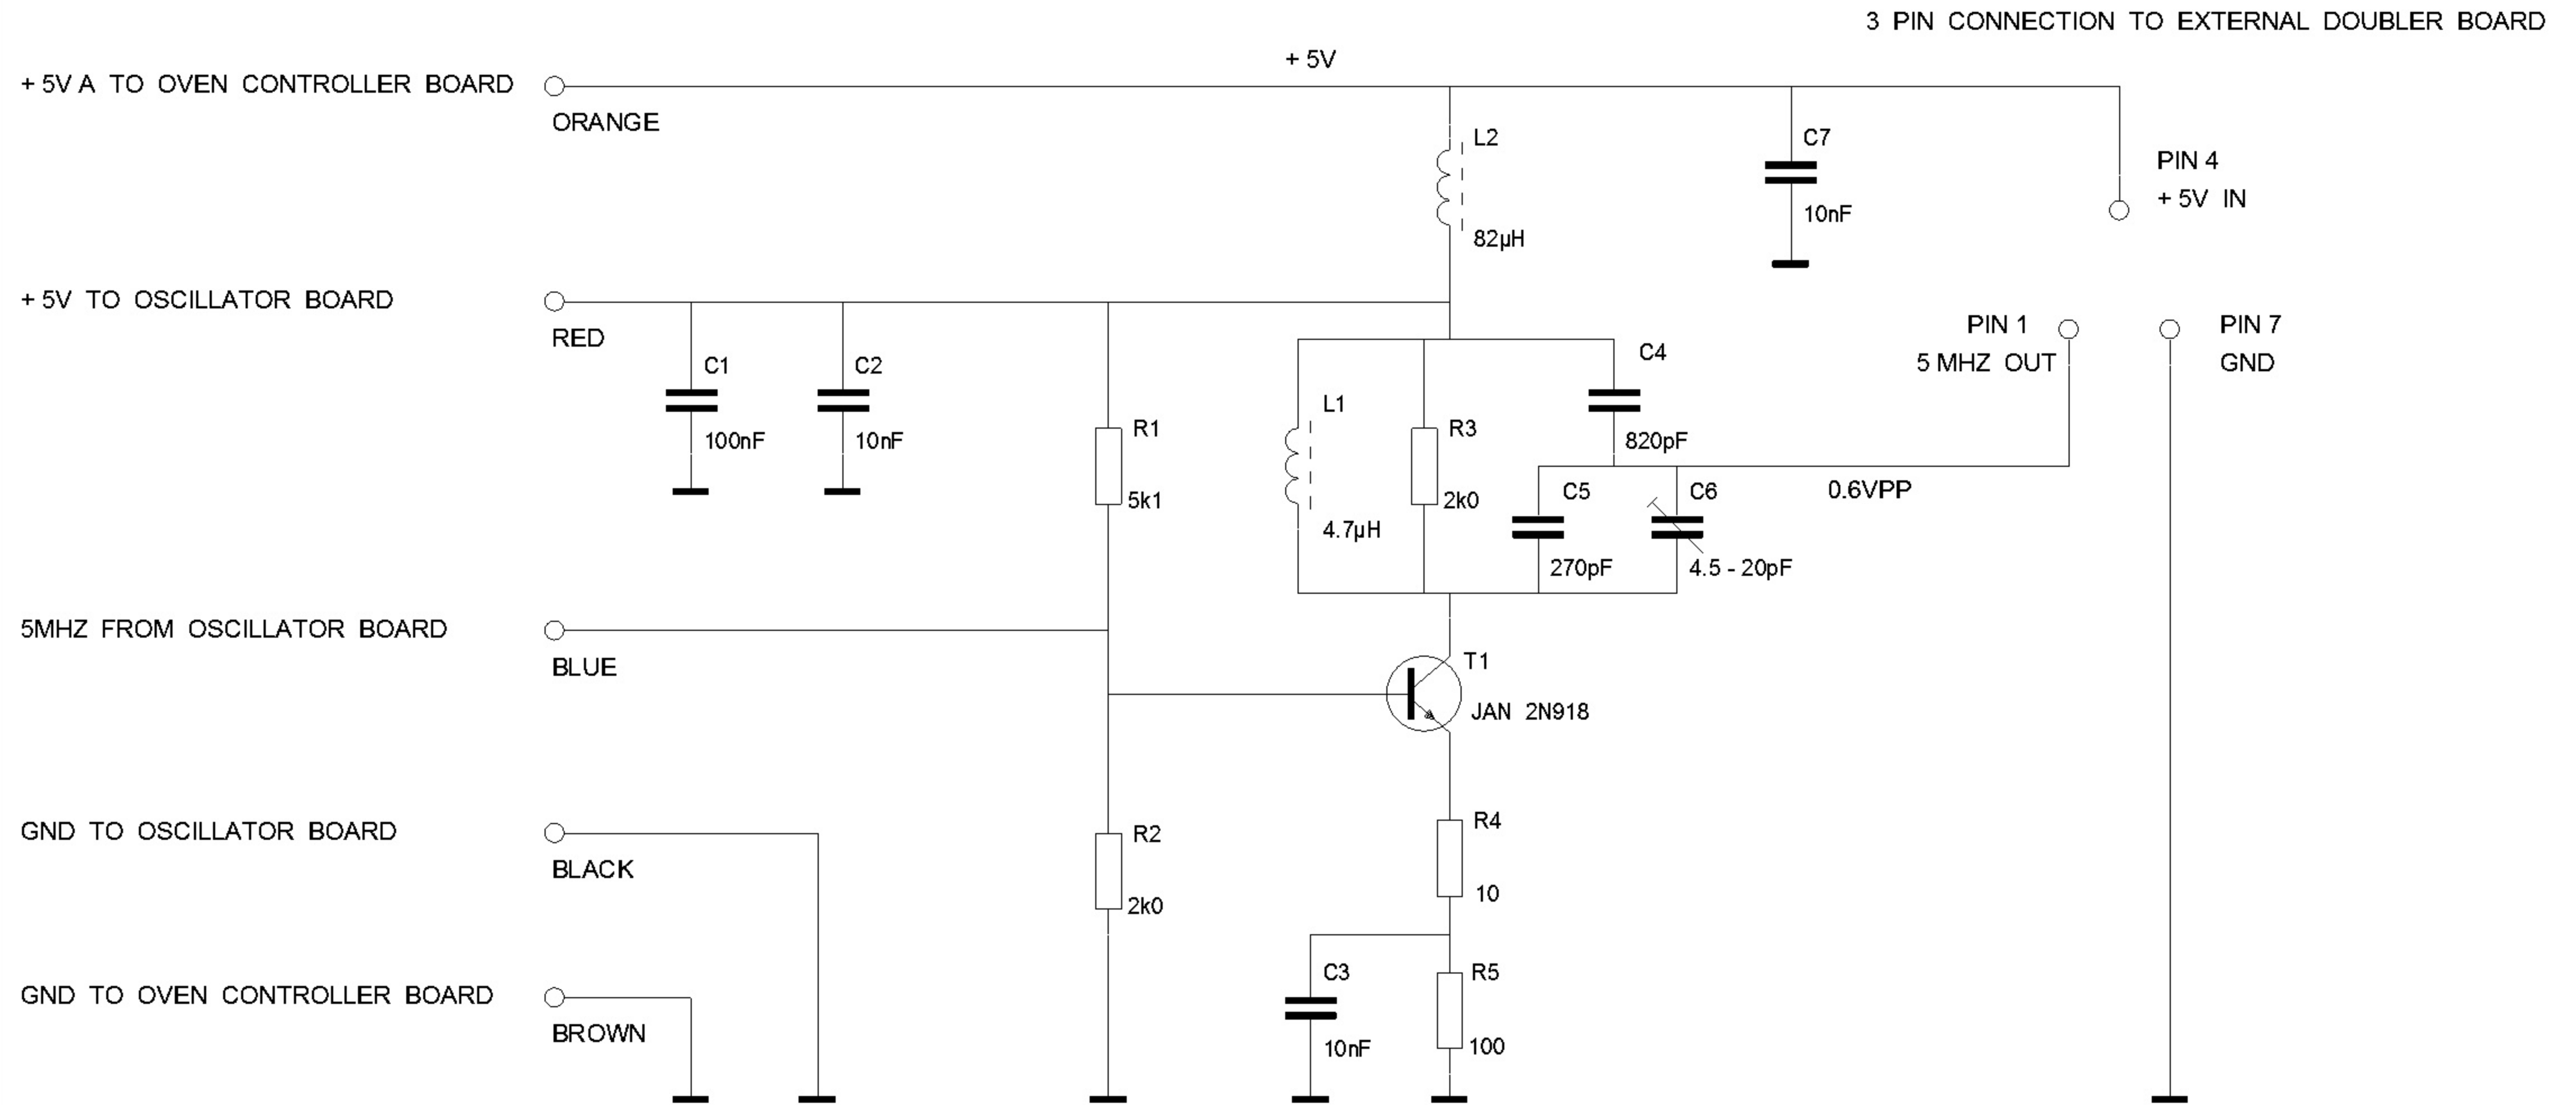 3 PIN CONNECTION TO EXTERNAL DOUBLER BOARD
+ 5V
+ 5V A TO OVEN CONTROLLER BOARD
ORANGE
L2
82µH
C7
10nF
PIN 4
+ 5V IN
+ 5V TO OSCILLATOR BOARD
RED
C1
100nF
C2
10nF
R1
5k1
L1
4.7µH
R3
2k0
C4
820pF
C5
270pF
C6
4.5 - 20pF
0.6VPP
PIN 1
5 MHZ OUT
PIN 7
GND
5MHZ FROM OSCILLATOR BOARD
BLUE
T1
JAN 2N918
GND TO OSCILLATOR BOARD
BLACK
R2
2k0
R4
10
GND TO OVEN CONTROLLER BOARD
BROWN
C3
10nF
R5
100